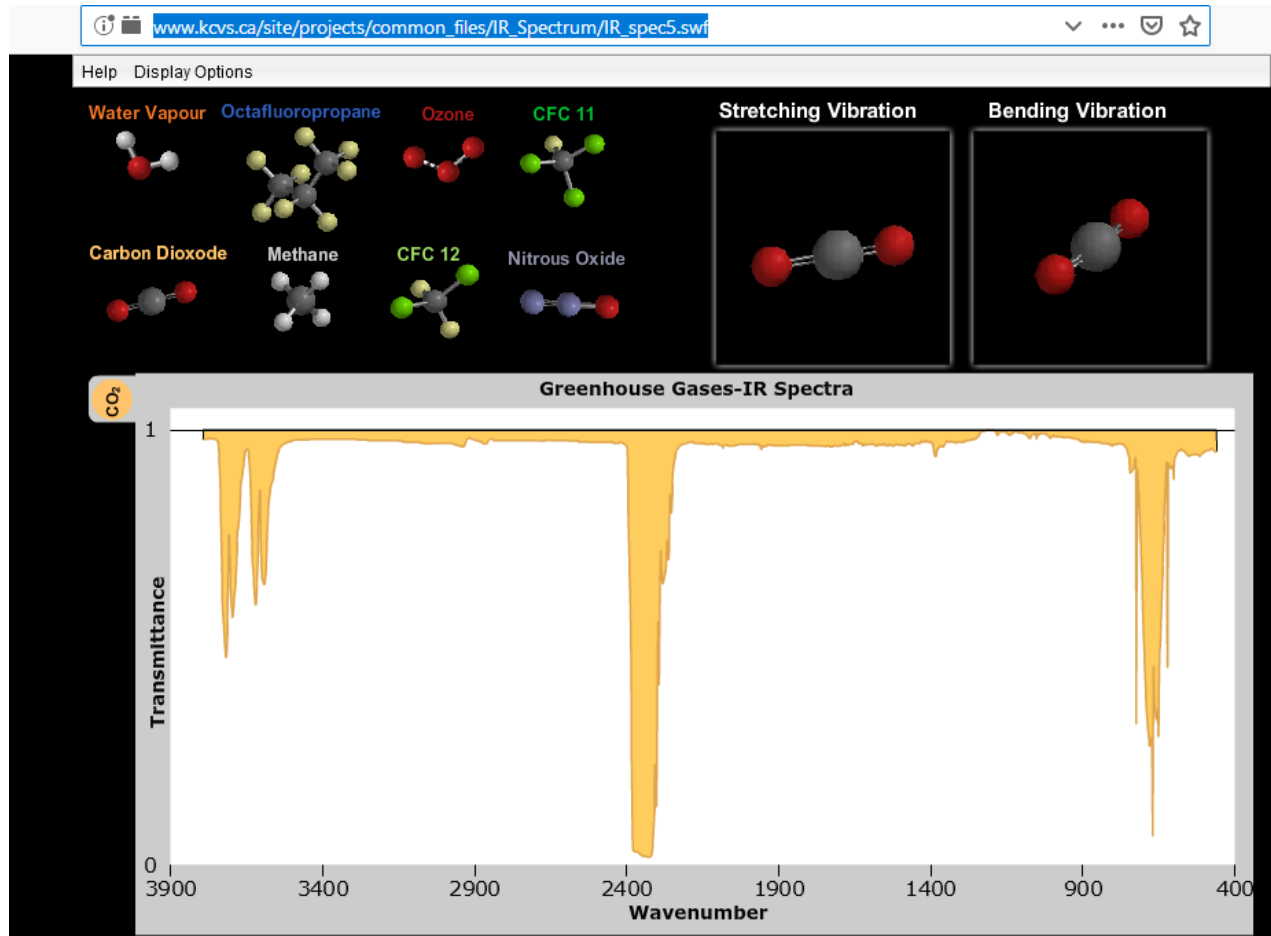 www.kcvs.ca/site/projects/common_files/IR_Spectrum/IR_spec5.swf
Help Display Options
Water Vapour Octafluoropropane Ozone CFC 11
Stretching Vibration Bending Vibration
Carbon Dioxode Methane CFC 12 Nitrous Oxide
CO₂
Greenhouse Gases-IR Spectra
1
Transmittance
0
3900 3400 2900 2400 1900 1400 900 400
Wavenumber